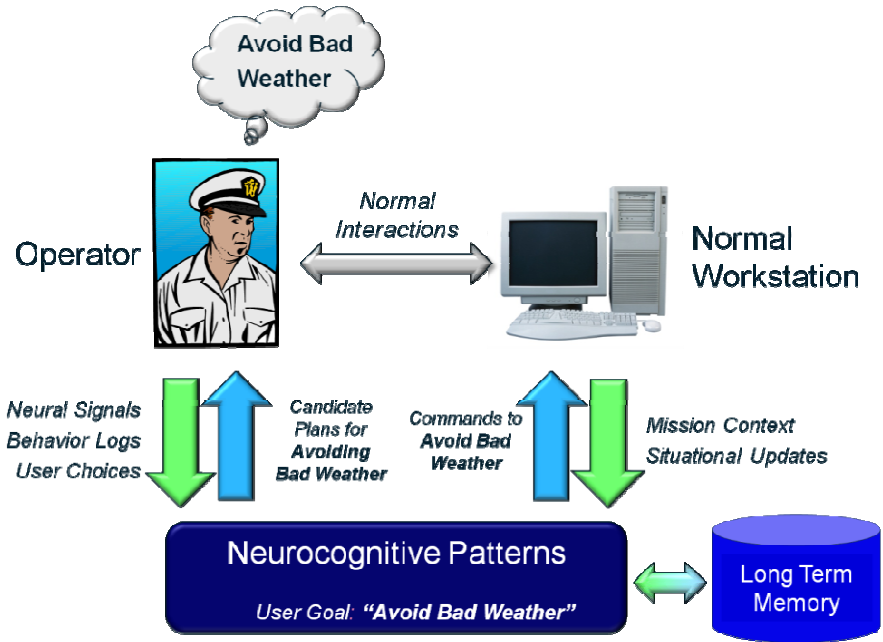 Avoid Bad
Weather
Operator
Normal
Interactions
Normal
Workstation
Neural Signals
Behavior Logs
User Choices
Candidate
Plans for
Avoiding
Bad Weather
Commands to
Avoid Bad
Weather
Mission Context
Situational Updates
Neurocognitive Patterns
User Goal: “Avoid Bad Weather”
Long Term
Memory